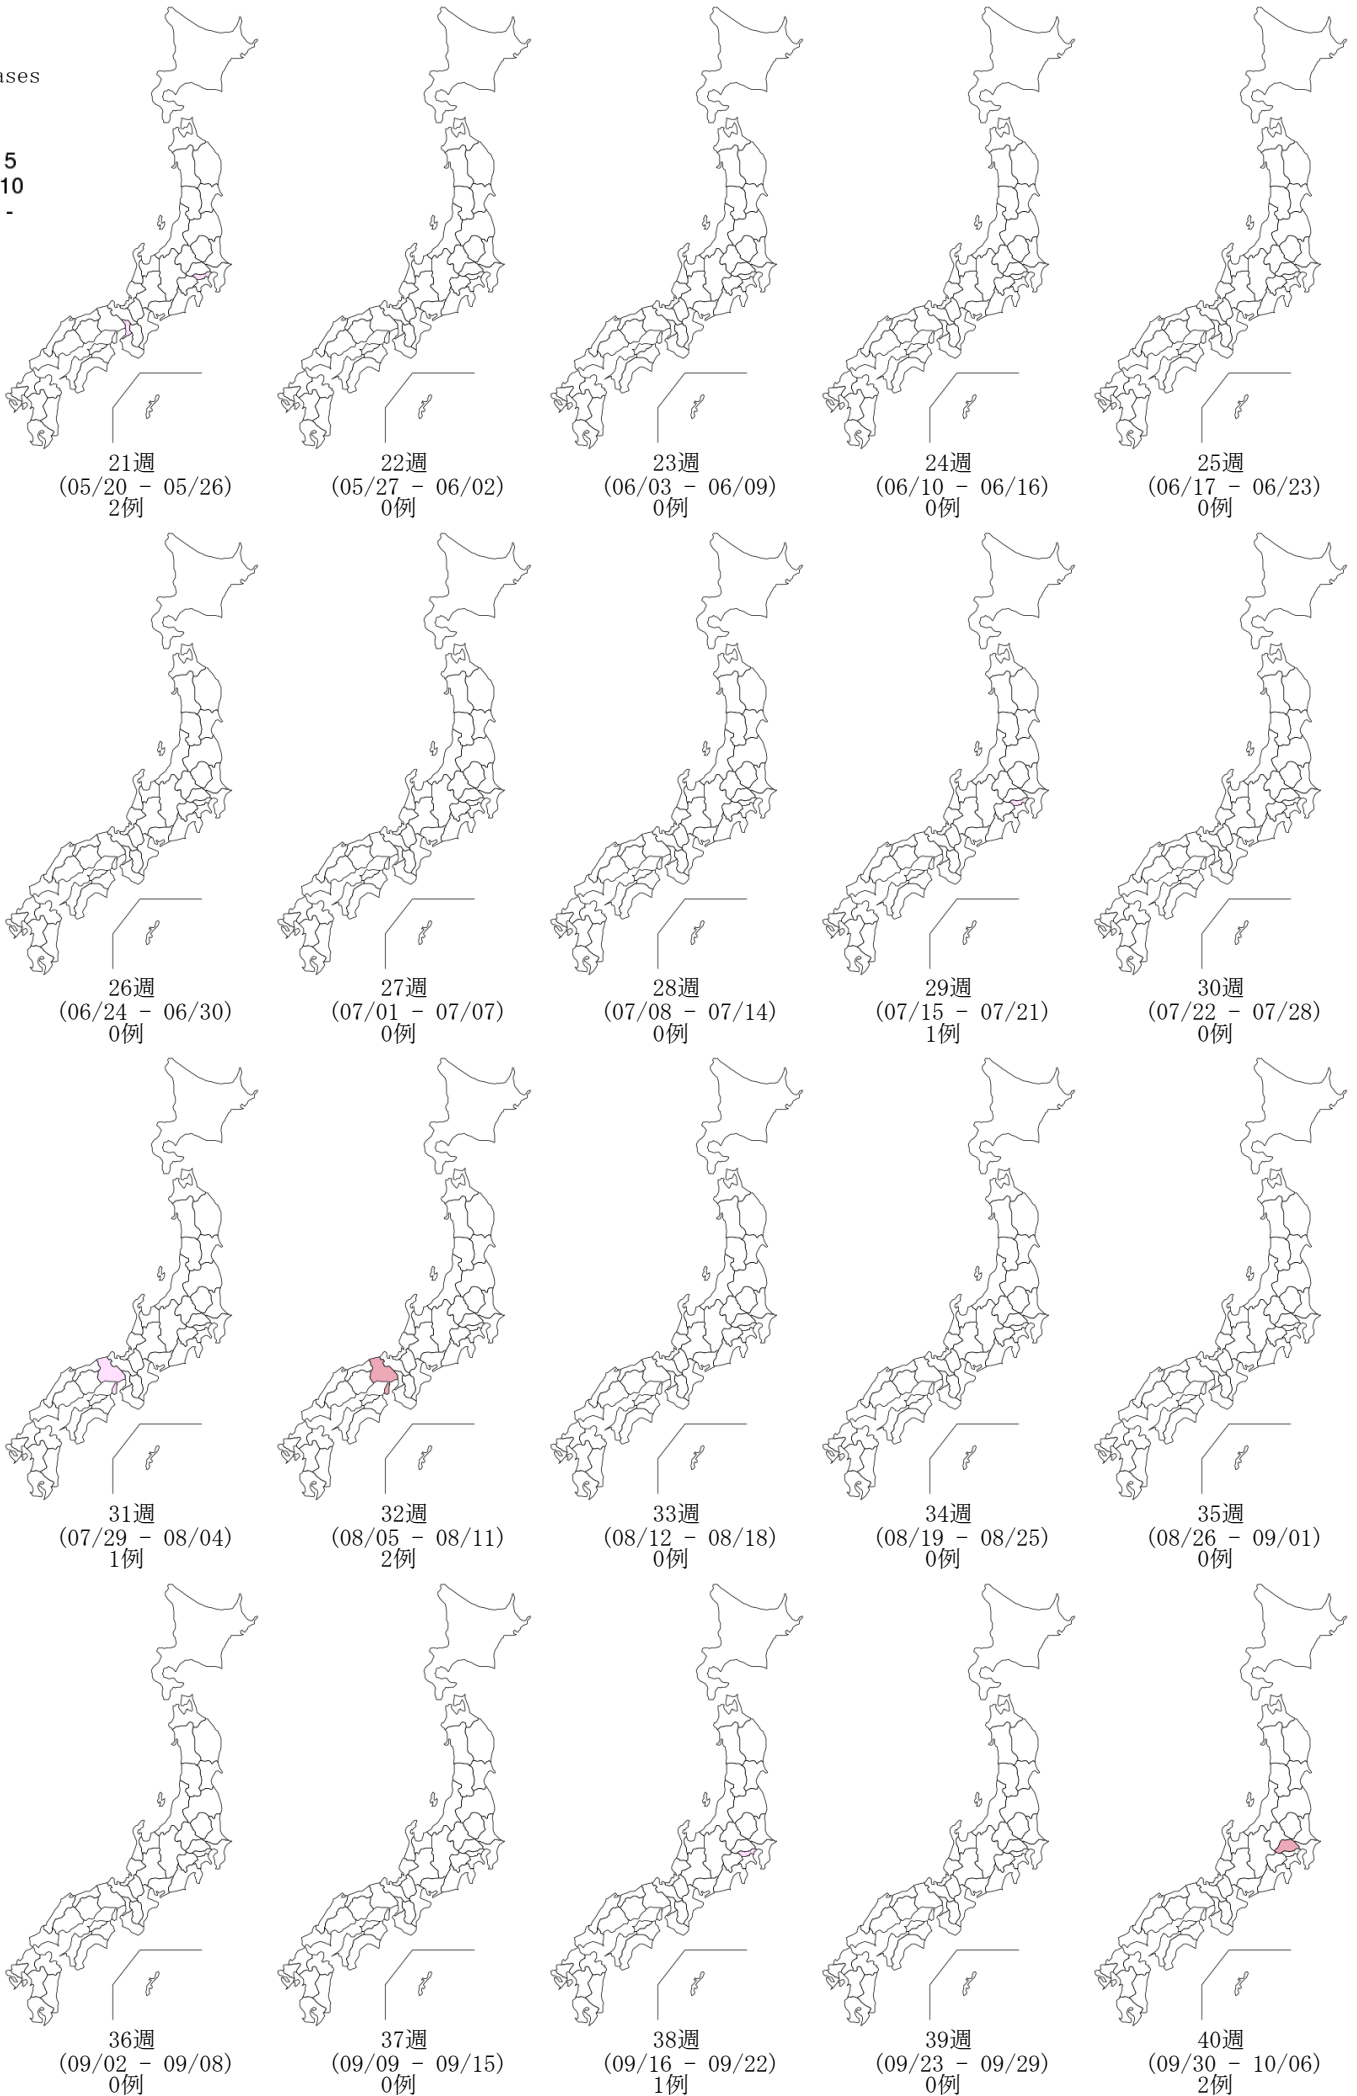 ases
5
10
-
21週
(05/20 - 05/26)
2例
22週
(05/27 - 06/02)
0例
23週
(06/03 - 06/09)
0例
24週
(06/10 - 06/16)
0例
25週
(06/17 - 06/23)
0例
26週
(06/24 - 06/30)
0例
27週
(07/01 - 07/07)
0例
28週
(07/08 - 07/14)
0例
29週
(07/15 - 07/21)
1例
30週
(07/22 - 07/28)
0例
31週
(07/29 - 08/04)
1例
32週
(08/05 - 08/11)
2例
33週
(08/12 - 08/18)
0例
34週
(08/19 - 08/25)
0例
35週
(08/26 - 09/01)
0例
36週
(09/02 - 09/08)
0例
37週
(09/09 - 09/15)
0例
38週
(09/16 - 09/22)
1例
39週
(09/23 - 09/29)
0例
40週
(09/30 - 10/06)
2例